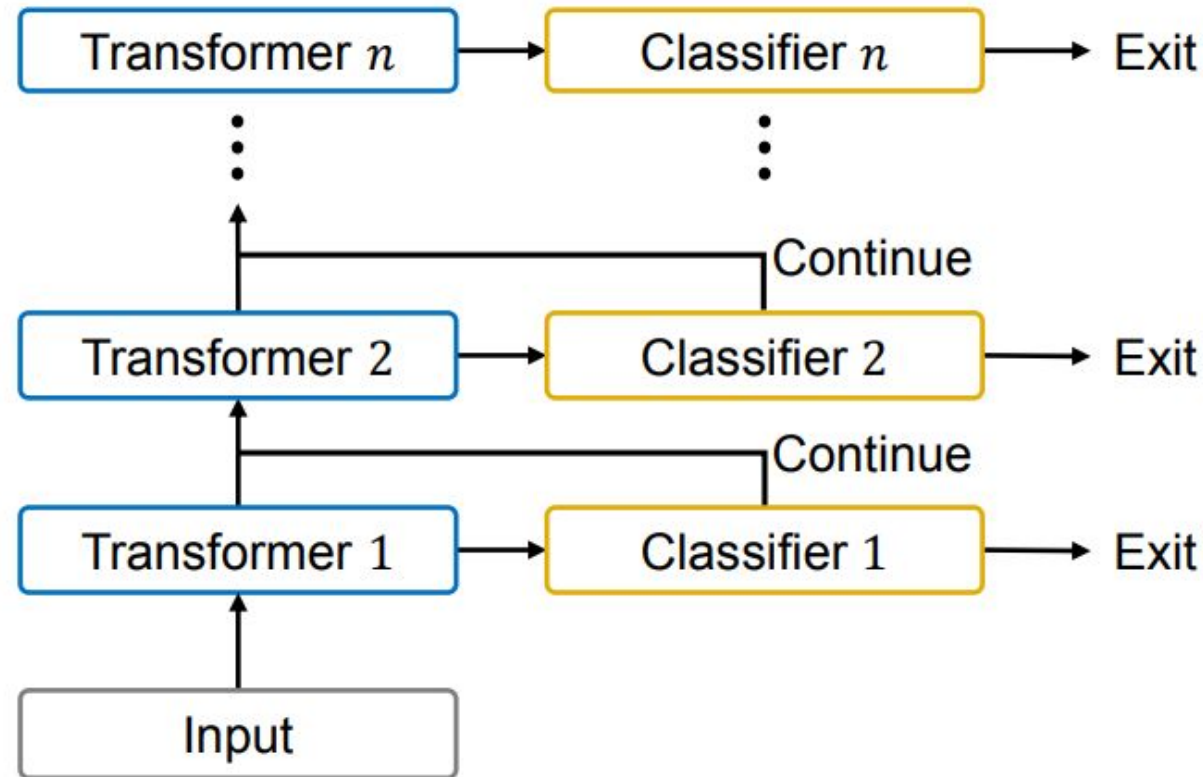 Transformer n Classifier n Exit
Continue
Transformer 2 Classifier 2 Exit
Continue
Transformer 1 Classifier 1 Exit
Input